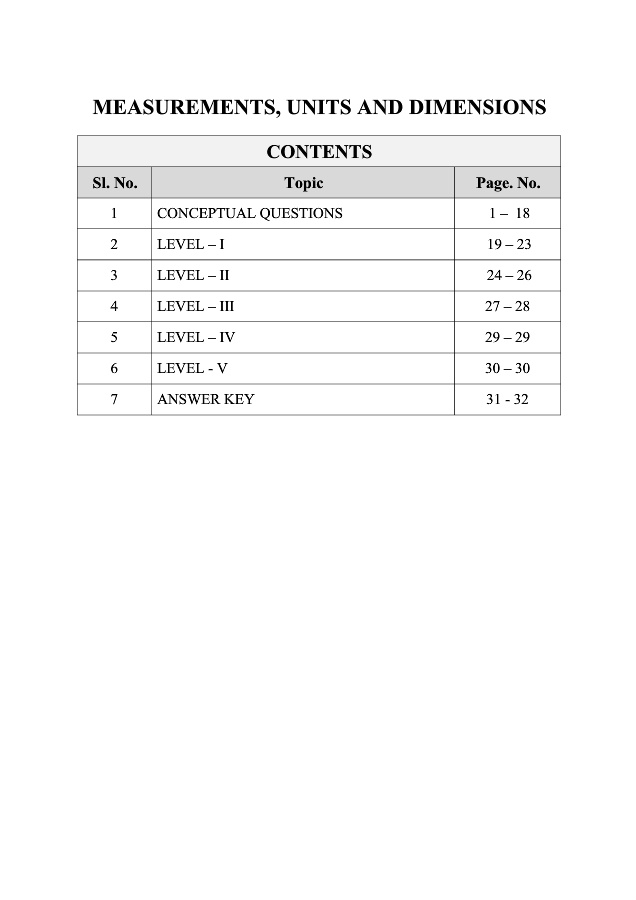 MEASUREMENTS, UNITS AND DIMENSIONS
CONTENTS
Sl. No. Topic Page. No.
1 CONCEPTUAL QUESTIONS 1 – 18
2 LEVEL – I 19 – 23
3 LEVEL – II 24 – 26
4 LEVEL – III 27 – 28
5 LEVEL – IV 29 – 29
6 LEVEL - V 30 – 30
7 ANSWER KEY 31 - 32